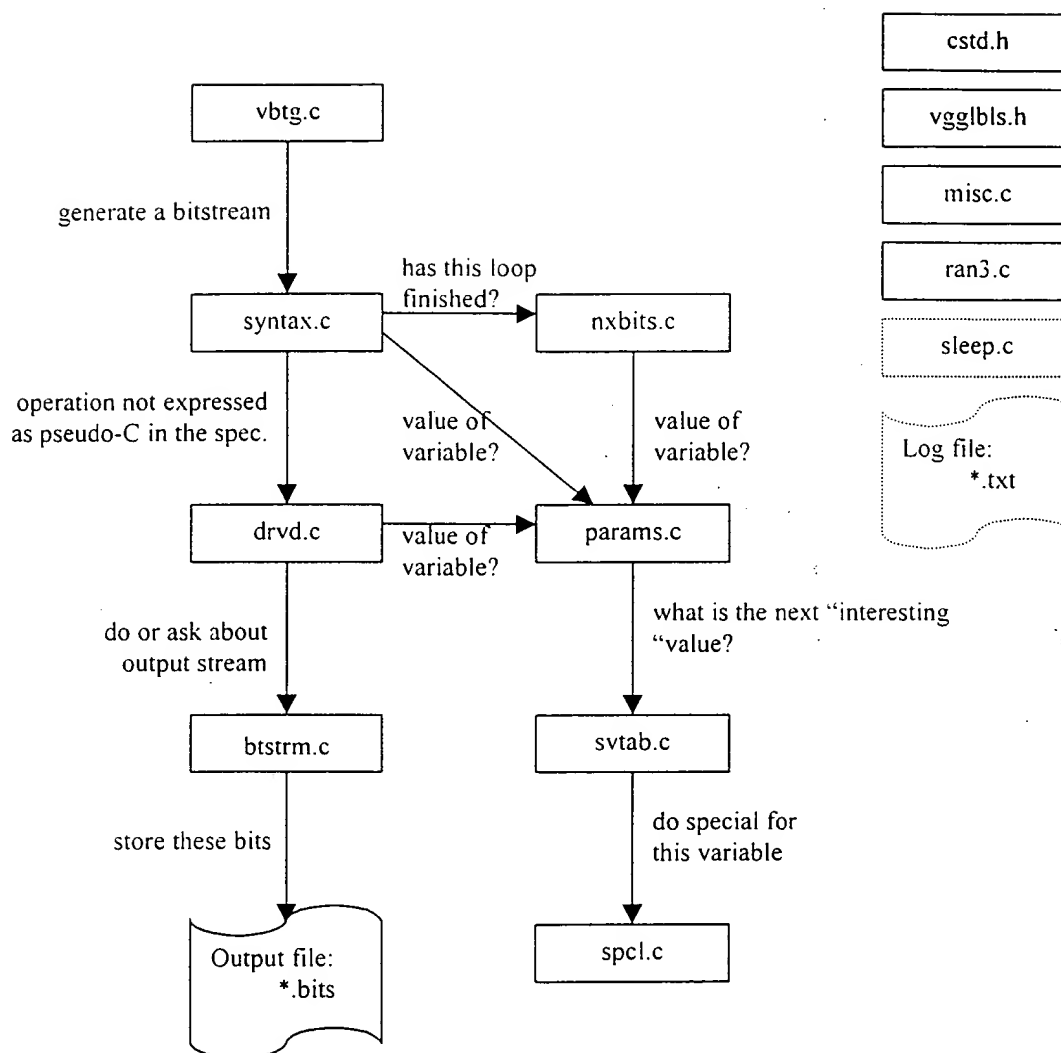 cstd.h
vbtg.c
vgglbls.h
misc.c
generate a bitstream
ran3.c
has this loop
finished?
syntax.c
nxbits.c
sleep.c
operation not expressed
as pseudo-C in the spec.
value of
variable?
value of
variable?
Log file:
*.txt
drvd.c
value of
variable?
params.c
do or ask about
output stream
what is the next “interesting
“value?
btstrm.c
svtab.c
store these bits
do special for
this variable
Output file:
*.bits
spcl.c